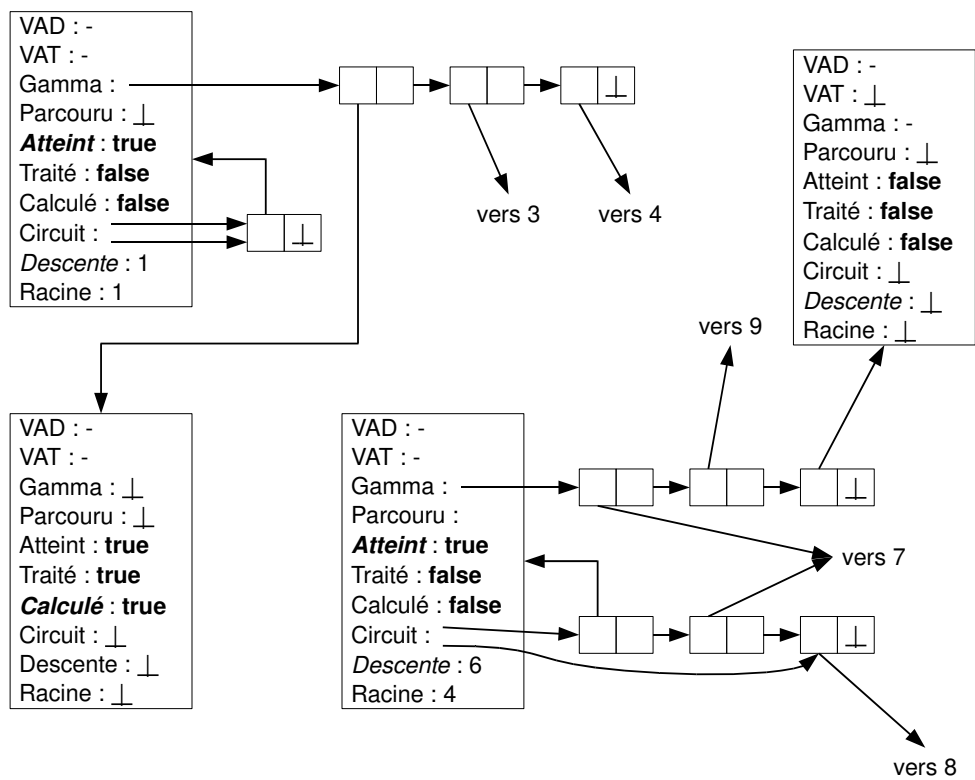 VAD : -
VAT : -
Gamma :
Parcouru : ⊥
Atteint : true
Traité : false
Calculé : false
Circuit :
Descente : 1
Racine : 1
⊥
⊥
vers 3
vers 4
VAD : -
VAT : ⊥
Gamma : -
Parcouru : ⊥
Atteint : false
Traité : false
Calculé : false
Circuit : ⊥
Descente : ⊥
Racine : ⊥
vers 9
VAD : -
VAT : -
Gamma : ⊥
Parcouru : ⊥
Atteint : true
Traité : true
Calculé : true
Circuit : ⊥
Descente : ⊥
Racine : ⊥
VAD : -
VAT : -
Gamma :
Parcouru :
Atteint : true
Traité : false
Calculé : false
Circuit :
Descente : 6
Racine : 4
⊥
vers 7
⊥
vers 8